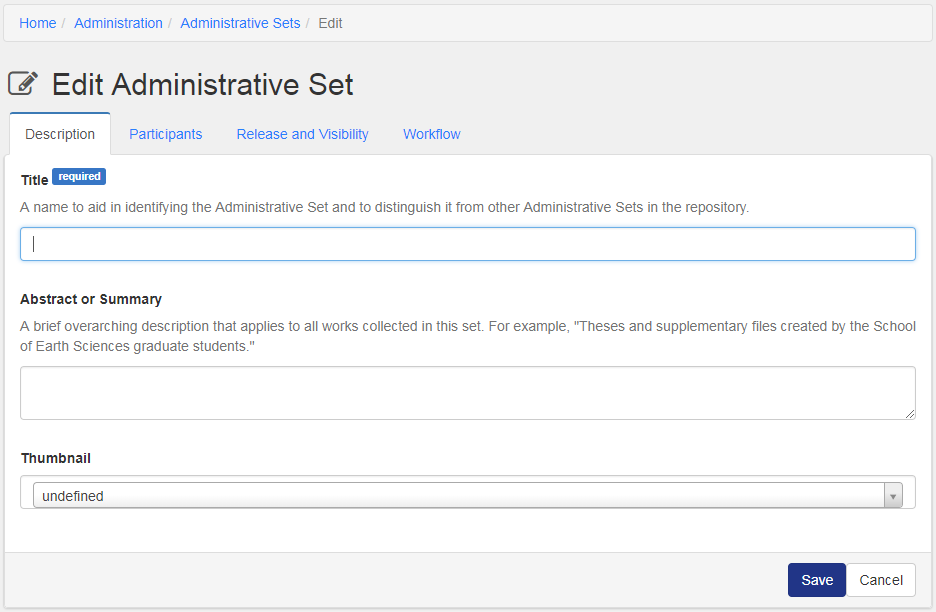 Home / Administration / Administrative Sets / Edit
Edit Administrative Set
Description Participants Release and Visibility Workflow
Title required
A name to aid in identifying the Administrative Set and to distinguish it from other Administrative Sets in the repository.
Abstract or Summary
A brief overarching description that applies to all works collected in this set. For example, "Theses and supplementary files created by the School
of Earth Sciences graduate students."
Thumbnail
undefined
Save Cancel